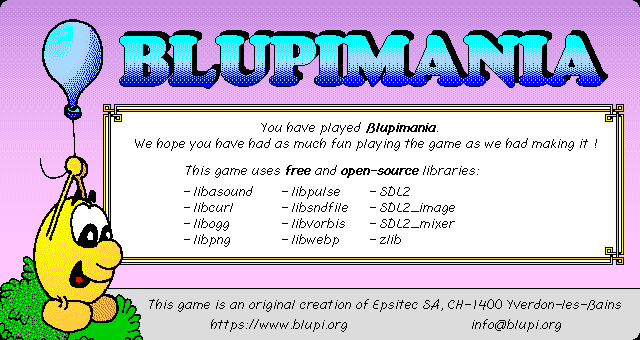 BLUPIMANIA
You have played Blupimania.
We hope you have had as much fun playing the game as we had making it !
This game uses free and open-source libraries:
- libasound - libpulse - SDL2
- libcurl - libsndfile - SDL2_image
- libogg - libvorbis - SDL2_mixer
- libpng - libwebp - zlib
This game is an original creation of Epsitec SA, CH-1400 Yverdon-les-Bains
https://www.blupi.org info@blupi.org